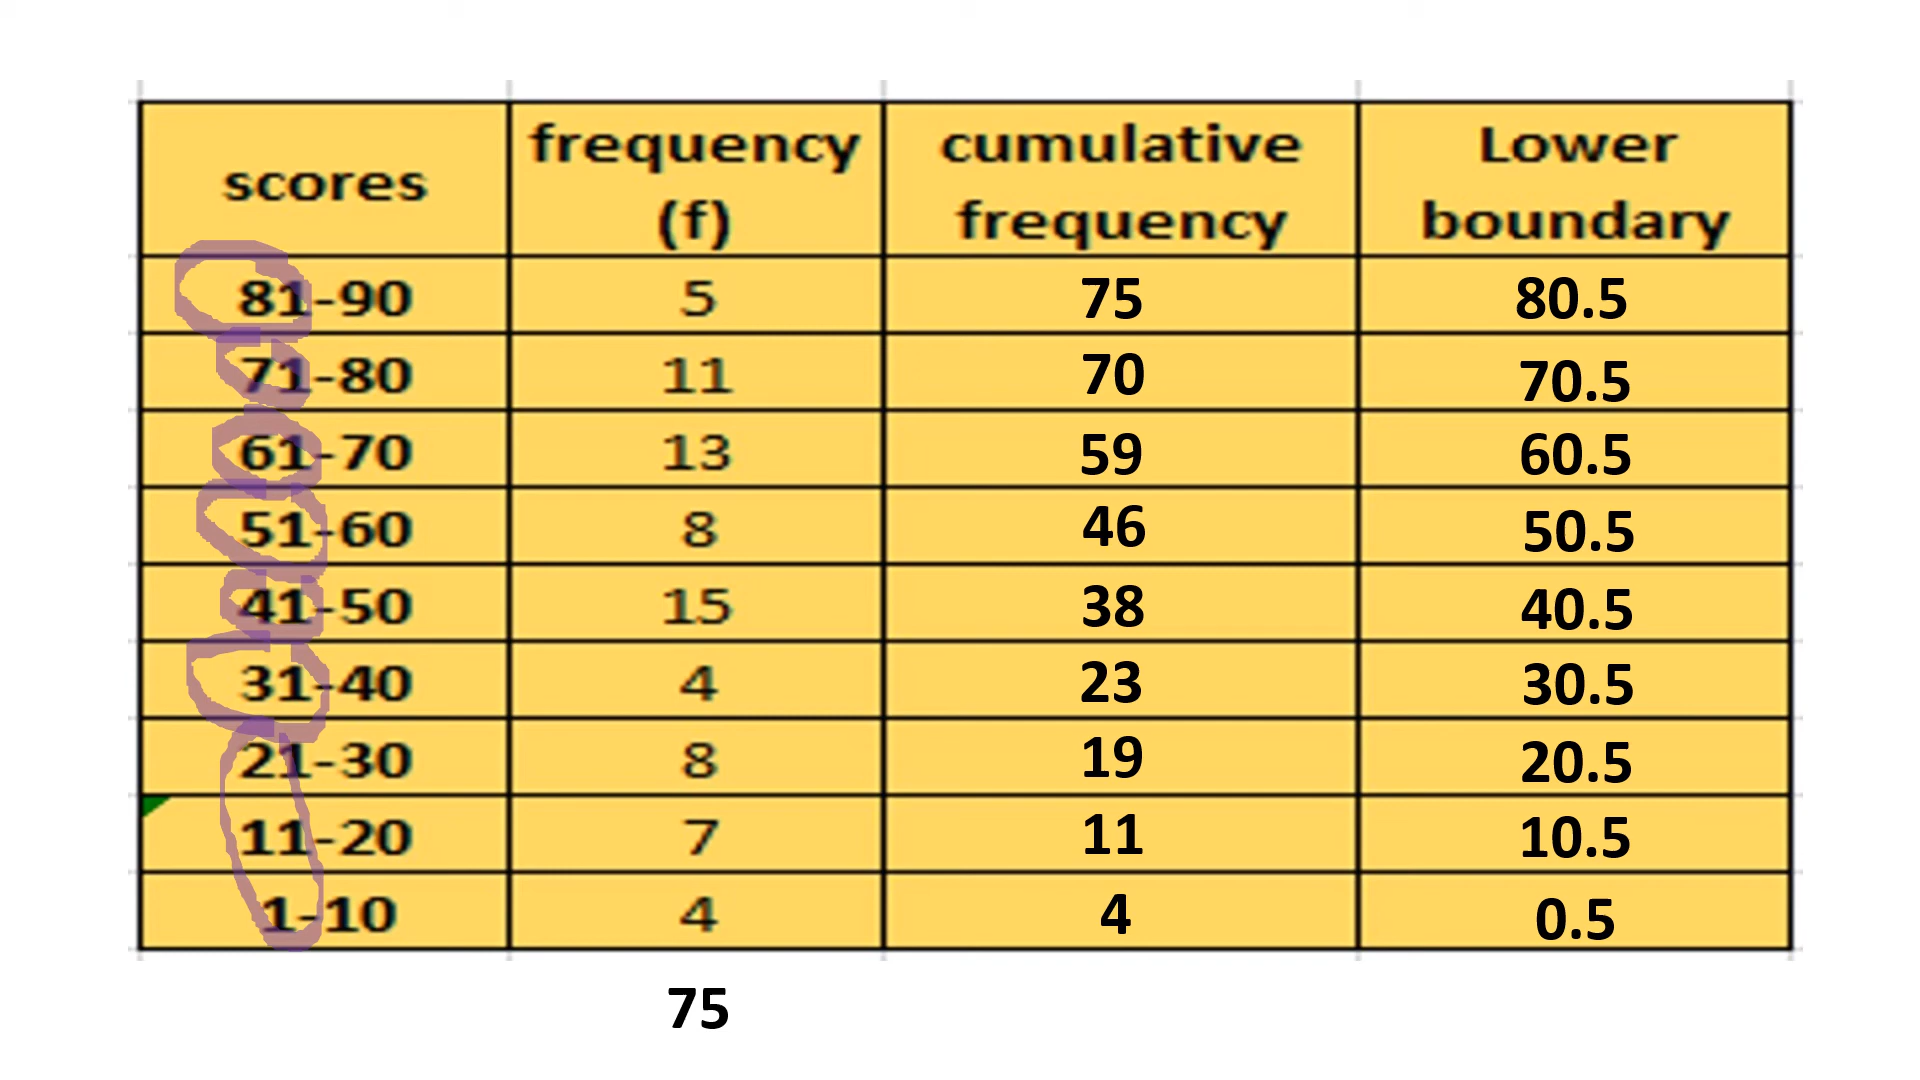 scores frequency (f) cumulative frequency Lower boundary
81-90 5 75 80.5
71-80 11 70 70.5
61-70 13 59 60.5
51-60 8 46 50.5
41-50 15 38 40.5
31-40 4 23 30.5
21-30 8 19 20.5
11-20 7 11 10.5
1-10 4 4 0.5
75